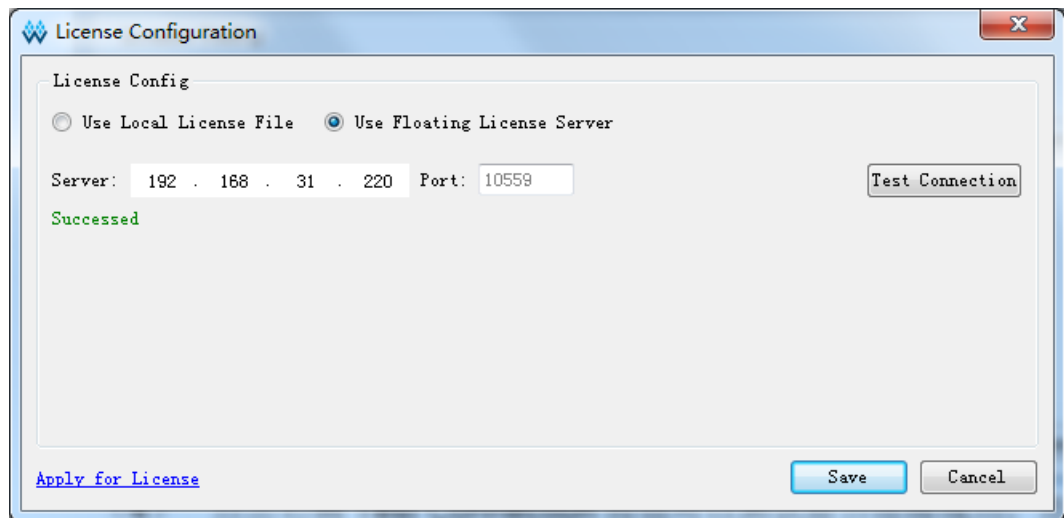 License Configuration
License Config
Use Local License File Use Floating License Server
Server: 192 . 168 . 31 . 220 Port: 10559 Test Connection
Successed
Apply for License Save Cancel